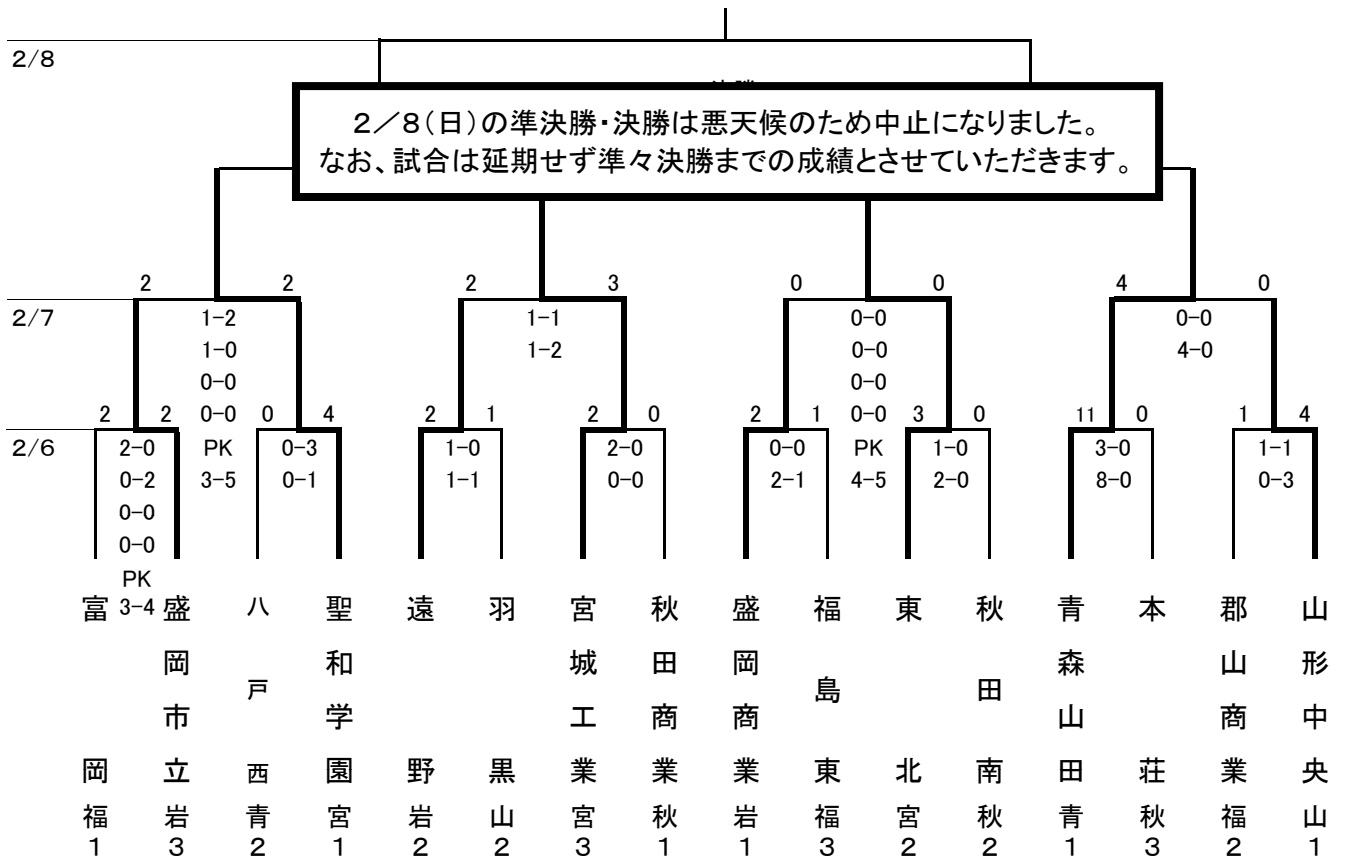 2/8
2／8（日）の準決勝・決勝は悪天候のため中止になりました。
なお、試合は延期せず準々決勝までの成績とさせていただきます。
2 2 2 3 0 0 4 0
2/7
1-2 1-1 0-0 0-0
1-0 1-2 0-0 4-0
0-0 0-0
2 2 0-0 0 4 2 1 2 0 2 1 0-0 3 0 11 0 1 4
2/6
2-0 PK 0-3 1-0 2-0 0-0 PK 1-0 3-0 1-1
0-2 3-5 0-1 1-1 0-0 2-1 4-5 2-0 8-0 0-3
0-0
0-0
PK
3-4
富岡 福1
盛岡市立 岩3
八戸西 青2
聖和学園 宮1
遠野 岩2
羽黒 山2
宮城工業 宮3
秋田商業 秋1
盛岡商業 岩1
福島東 福3
東北 宮2
秋田南 秋2
青森山田 青1
本荘 秋3
郡山商業 福2
山形中央 山1